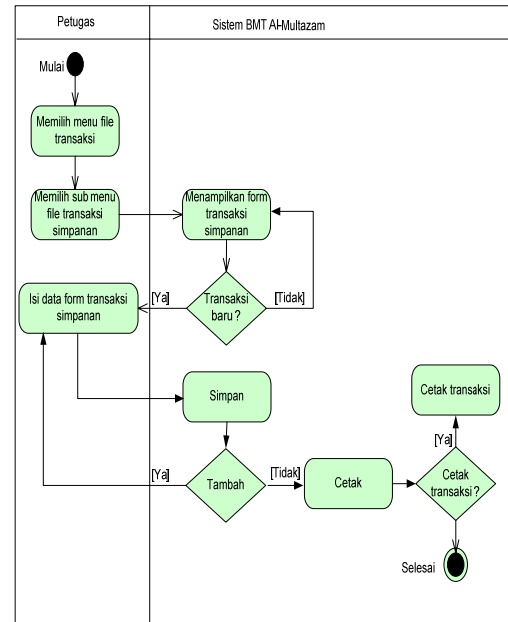 Petugas
Sistem BMT Al-Multazam
Mulai
Memilih menu file
transaksi
Memilih sub menu
file transaksi
simpanan
Menampilkan form
transaksi
simpanan
Isi data form transaksi
simpanan
[Ya]
Transaksi
baru ?
[Tidak]
Simpan
Cetak transaksi
[Ya]
[Ya]
Tambah
[Tidak]
Cetak
Cetak
transaksi ?
Selesai